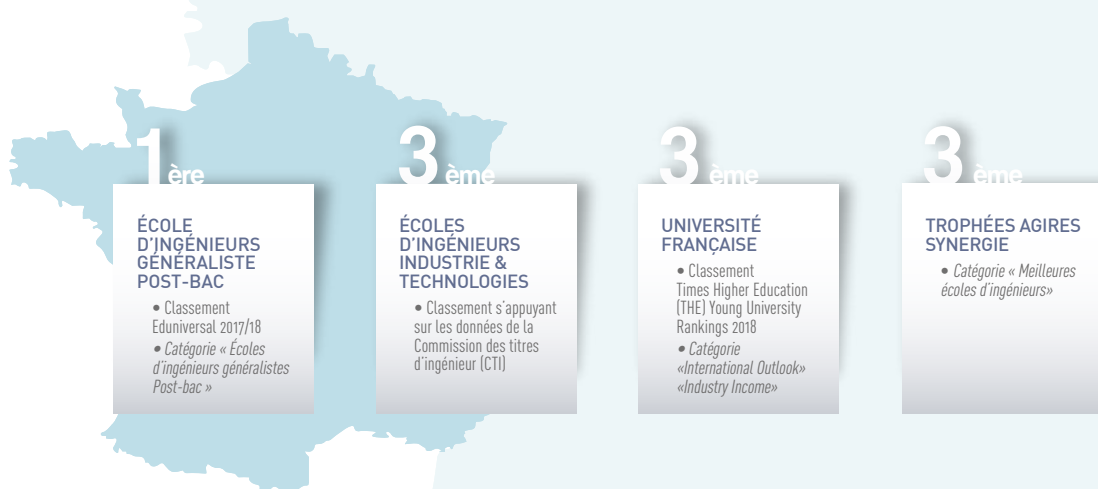 1ère
ÉCOLE
D'INGÉNIEURS
GÉNÉRALISTE
POST-BAC
• Classement
Eduniversal 2017/18
• Catégorie « Écoles
d'ingénieurs généralistes
Post-bac »
3ème
ÉCOLES
D'INGÉNIEURS
INDUSTRIE &
TECHNOLOGIES
• Classement s'appuyant
sur les données de la
Commission des titres
d'ingénieur (CTI)
3ème
UNIVERSITÉ
FRANÇAISE
• Classement
Times Higher Education
(THE) Young University
Rankings 2018
• Catégorie
«International Outlook»
«Industry Income»
3ème
TROPHÉES AGIRES
SYNERGIE
• Catégorie « Meilleures
écoles d'ingénieurs»